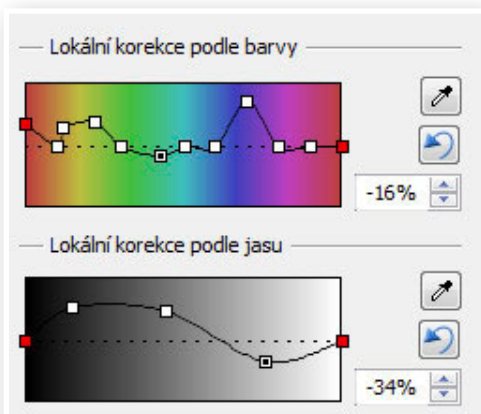 Lokální korekce podle barvy
-16%
Lokální korekce podle jasu
-34%